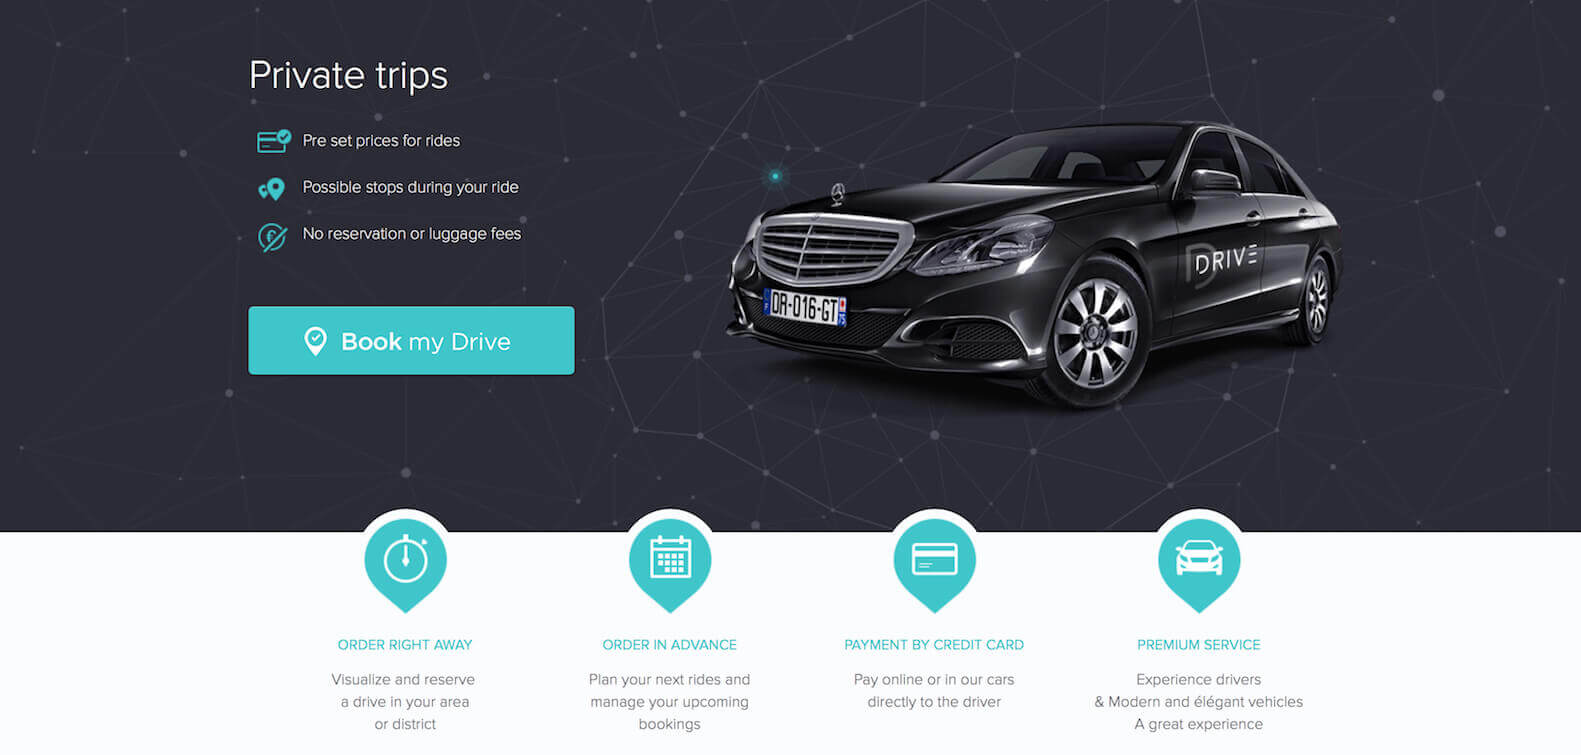 Private trips
Pre set prices for rides
Possible stops during your ride
No reservation or luggage fees
Book my Drive
DRIVE
DR-016-GT
ORDER RIGHT AWAY
Visualize and reserve
a drive in your area
or district
ORDER IN ADVANCE
Plan your next rides and
manage your upcoming
bookings
PAYMENT BY CREDIT CARD
Pay online or in our cars
directly to the driver
PREMIUM SERVICE
Experience drivers
& Modern and élégant vehicles
A great experience